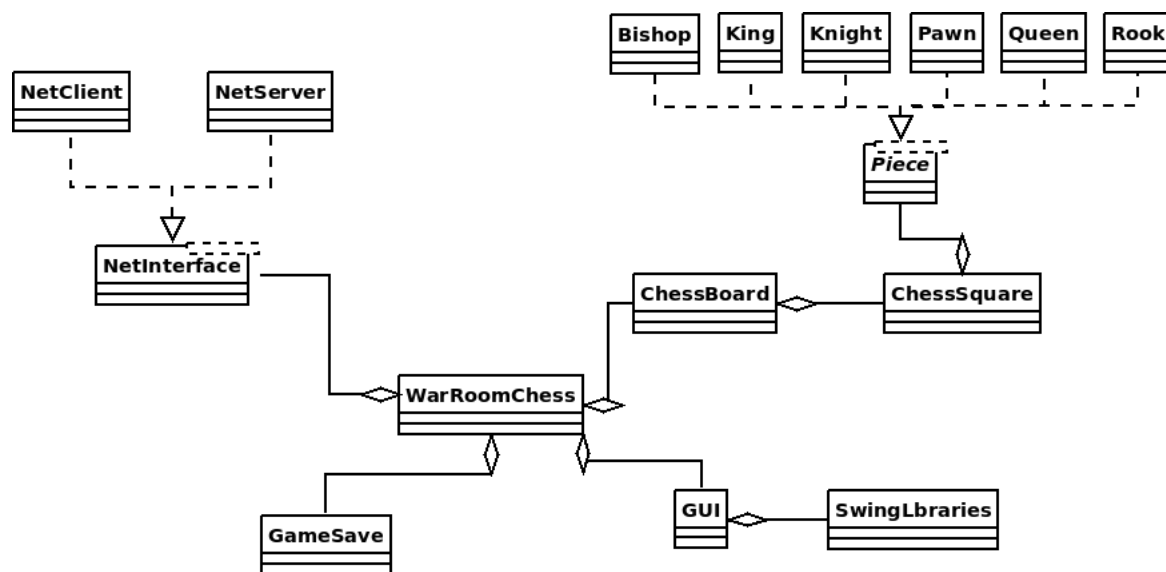 Bishop
King
Knight
Pawn
Queen
Rook
NetClient
NetServer
Piece
NetInterface
ChessBoard
ChessSquare
WarRoomChess
GUI
SwingLbraries
GameSave